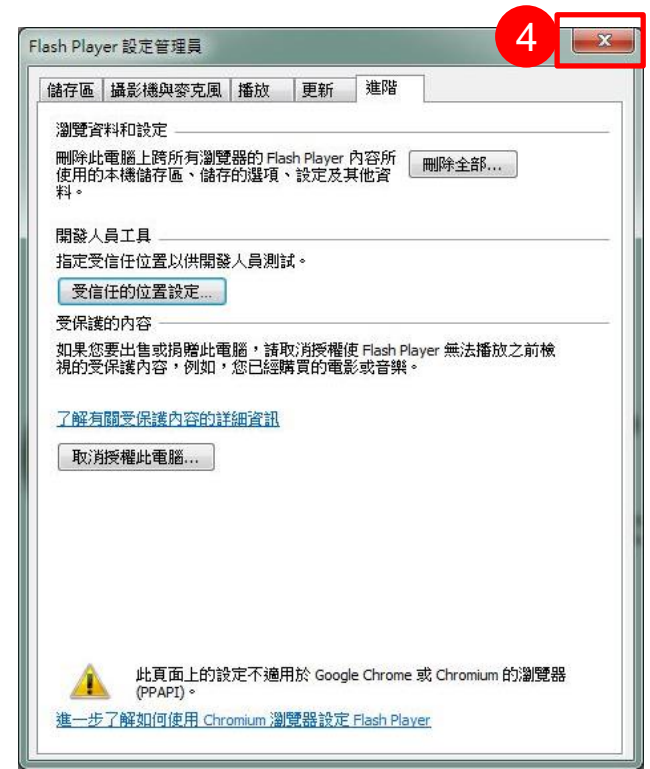 4
Flash Player 設定管理員
儲存區 攝影機與麥克風 播放 更新 進階
瀏覽資料和設定
刪除此電腦上跨所有瀏覽器的 Flash Player 內容所
使用的本機儲存區、儲存的選項、設定及其他資
料。
刪除全部...
開發人員工具
指定受信任位置以供開發人員測試。
受信任的位置設定...
受保護的內容
如果您要出售或捐贈此電腦，請取消授權使 Flash Player 無法播放之前檢
視的受保護內容，例如，您已經購買的電影或音樂。
了解有關受保護內容的詳細資訊
取消授權此電腦...
此頁面上的設定不適用於 Google Chrome 或 Chromium 的瀏覽器
(PPAPI)。
進一步了解如何使用 Chromium 瀏覽器設定 Flash Player